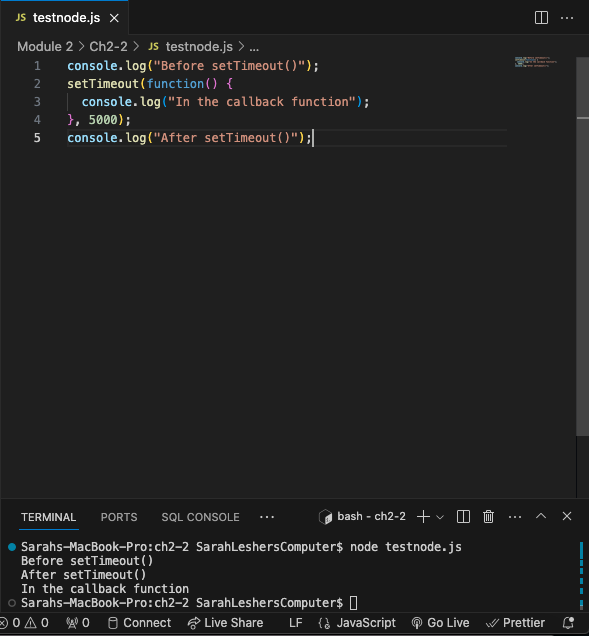 JS testnode.js
Module 2 > Ch2-2 > JS testnode.js > ...
1 console.log("Before setTimeout()");
2 setTimeout(function() {
3 console.log("In the callback function");
4 }, 5000);
5 console.log("After setTimeout()");
TERMINAL PORTS SQL CONSOLE ... bash - ch2-2
Sarahs-MacBook-Pro:ch2-2 SarahLeshersComputer$ node testnode.js
Before setTimeout()
After setTimeout()
In the callback function
Sarahs-MacBook-Pro:ch2-2 SarahLeshersComputer$
0 0 0 Connect Live Share LF {} JavaScript Go Live Prettier